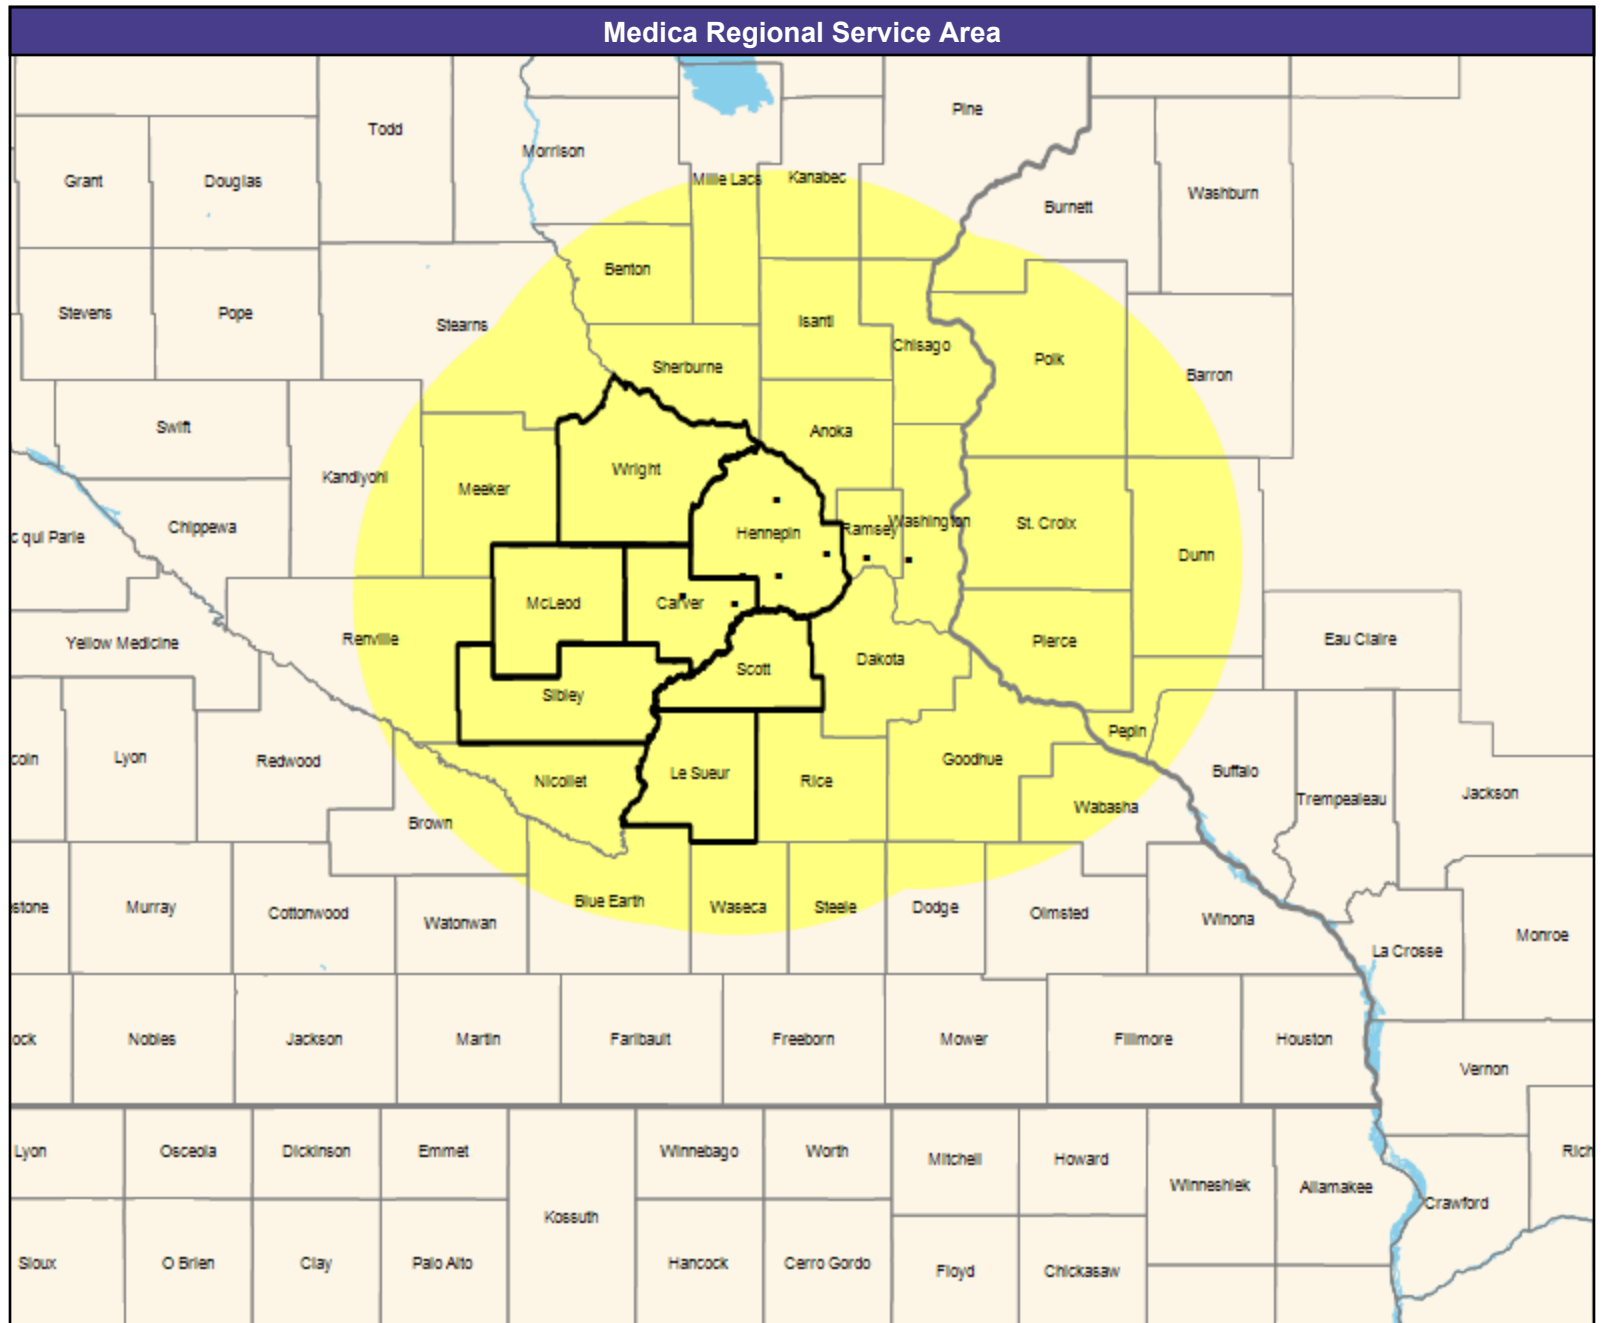 Medica Regional Service Area
Pine
Todd
Morrison
Grant
Douglas
Mille Lacs
Kanabec
Burnett
Washburn
Benton
Stevens
Pope
Stearns
Isanti
Chisago
Polk
Barron
Sherburne
Swift
Anoka
Kandiyohi
Wright
Meeker
Chippewa
c qui Parle
Hennepin
Ramsey
Washington
St. Croix
Dunn
McLeod
Carver
Yellow Medicine
Renville
Scott
Dakota
Pierce
Eau Claire
Sibley
Pepin
coln
Lyon
Redwood
Nicollet
Le Sueur
Rice
Goodhue
Buffalo
Trempealeau
Jackson
Brown
Wabasha
stone
Murray
Cottonwood
Watonwan
Blue Earth
Waseca
Steele
Dodge
Olmsted
Winona
La Crosse
Monroe
ock
Nobles
Jackson
Martin
Faribault
Freeborn
Mower
Fillmore
Houston
Vernon
Lyon
Osceola
Dickinson
Emmet
Winnebago
Worth
Mitchell
Howard
Rich
Winneshiek
Allamakee
Crawford
Kossuth
Sioux
O Brien
Clay
Palo Alto
Hancock
Cerro Gordo
Floyd
Chickasaw